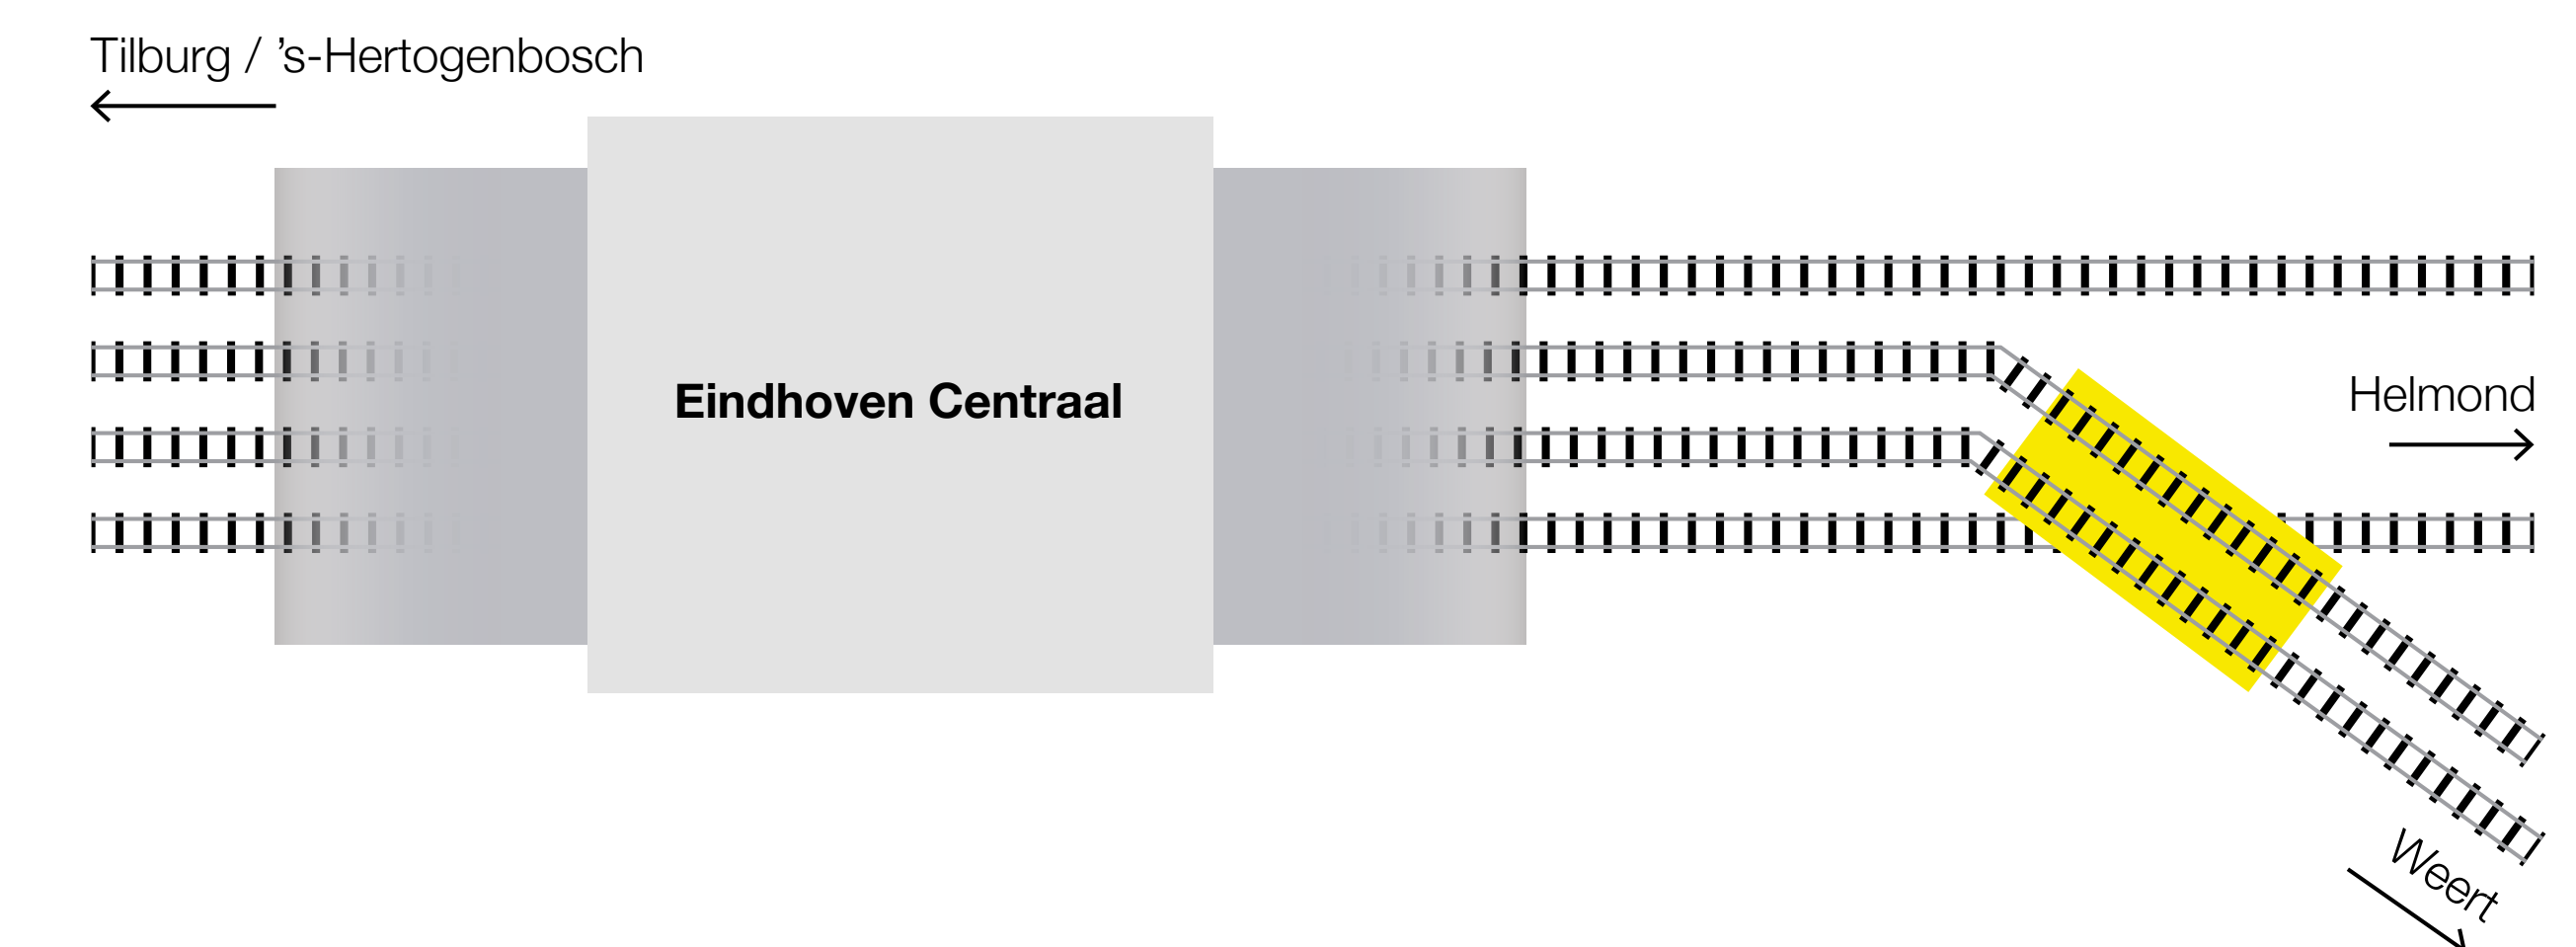 Tilburg / ’s-Hertogenbosch
Eindhoven Centraal
Helmond
Weert